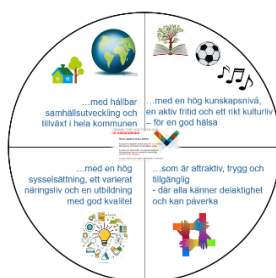 ...med hållbar
samhällsutveckling och
tillväxt i hela kommunen
...med en hög kunskapsnivå,
en aktiv fritid och ett rikt kulturliv
– för en god hälsa
...med en hög
sysselsättning, ett varierat
näringsliv och en utbildning
med god kvalitet
...som är attraktiv, trygg och
tillgänglig
- där alla känner delaktighet
och kan påverka